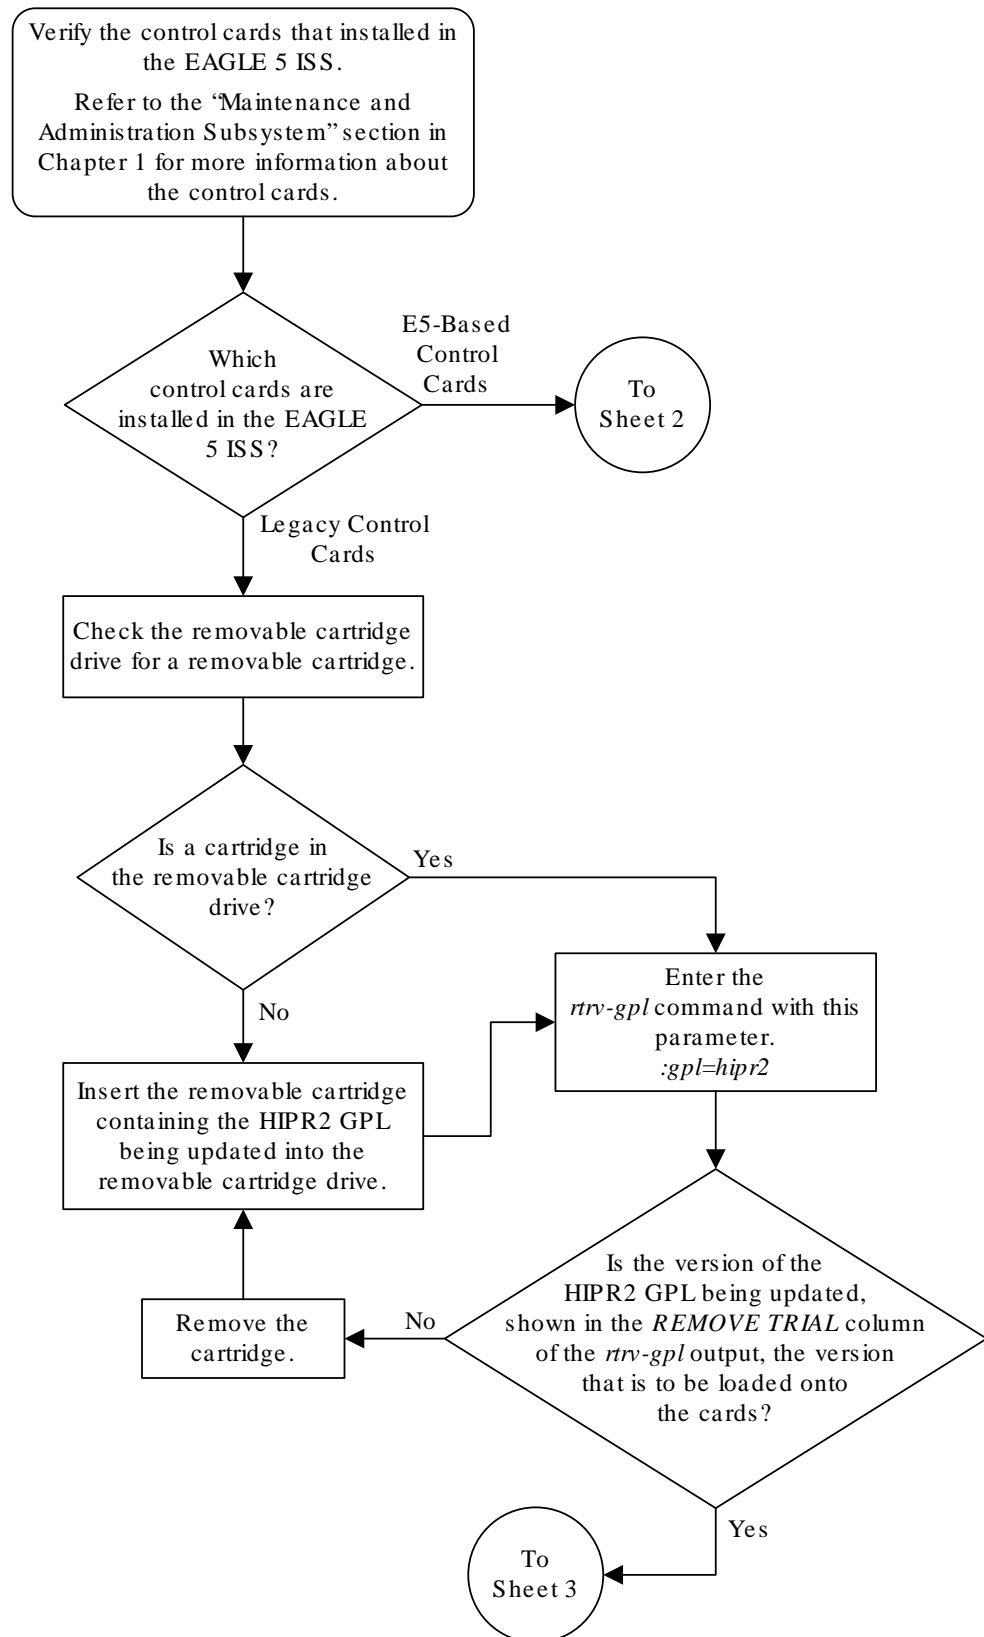 Verify the control cards that installed in
the EAGLE 5 ISS.
Refer to the “Maintenance and
Administration Subsystem” section in
Chapter 1 for more information about
the control cards.
Which
control cards are
installed in the EAGLE
5 ISS?
E5-Based
Control
Cards
To
Sheet 2
Legacy Control
Cards
Check the removable cartridge
drive for a removable cartridge.
Is a cartridge in
the removable cartridge
drive?
Yes
No
Enter the
rtrv-gpl command with this
parameter.
:gpl=hipr2
Insert the removable cartridge
containing the HIPR2 GPL
being updated into the
removable cartridge drive.
Is the version of the
HIPR2 GPL being updated,
shown in the REMOVE TRIAL column
of the rtrv-gpl output, the version
that is to be loaded onto
the cards?
No
Remove the
cartridge.
Yes
To
Sheet 3